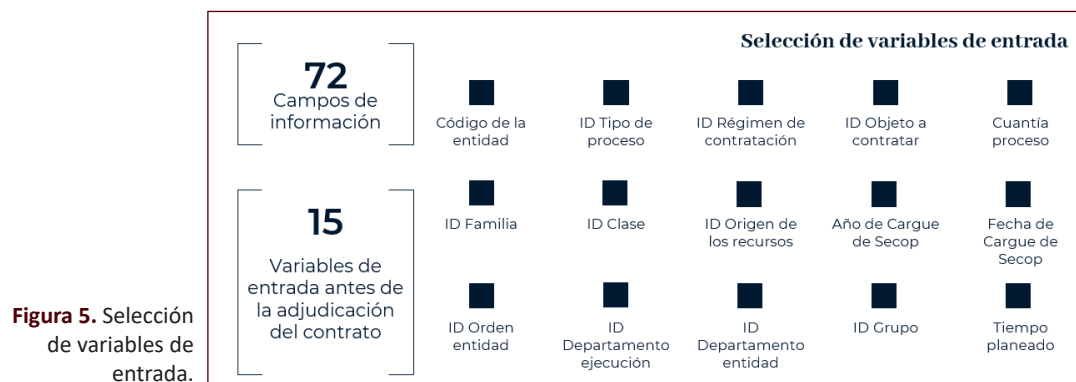 Selección de variables de entrada
72
Campos de
información
Código de la
entidad
ID Tipo de
proceso
ID Régimen de
contratación
ID Objeto a
contratar
Cuantía
proceso
15
Variables de
entrada antes de
la adjudicación
del contrato
ID Familia
ID Clase
ID Origen de
los recursos
Año de Cargue
de Secop
Fecha de
Cargue de
Secop
ID Orden
entidad
ID
Departamento
ejecución
ID
Departamento
entidad
ID Grupo
Tiempo
planeado
Figura 5. Selección
de variables de
entrada.